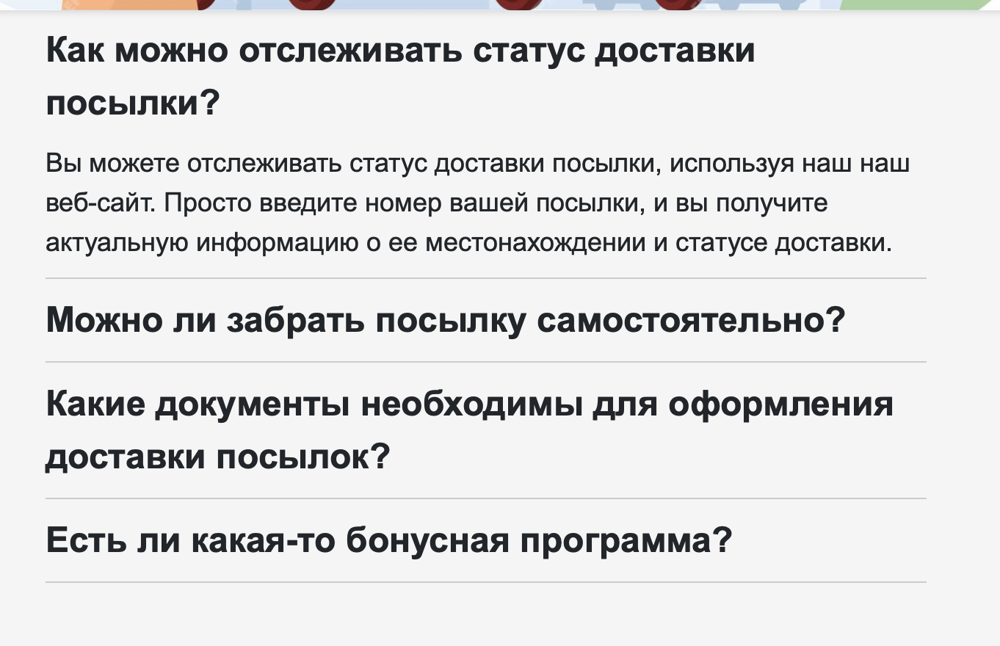 Как можно отслеживать статус доставки
посылки?
Вы можете отслеживать статус доставки посылки, используя наш наш
веб-сайт. Просто введите номер вашей посылки, и вы получите
актуальную информацию о ее местонахождении и статусе доставки.
Можно ли забрать посылку самостоятельно?
Какие документы необходимы для оформления
доставки посылок?
Есть ли какая-то бонусная программа?